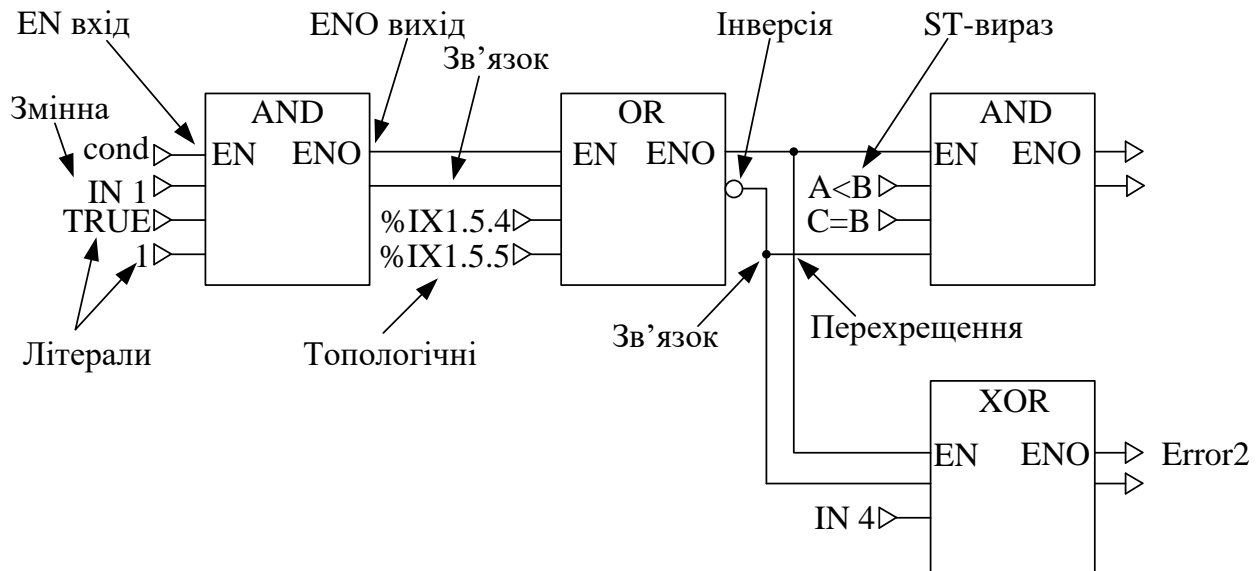 EN вхід
ENO вихід
Інверсія
ST-вираз
Зв’язок
Змінна
AND
OR
AND
cond
EN ENO
EN ENO
EN ENO
IN 1
A<B
TRUE
%IX1.5.4
C=B
1
%IX1.5.5
Літерали
Топологічні
Зв’язок
Перехрещення
XOR
EN ENO
Error2
IN 4